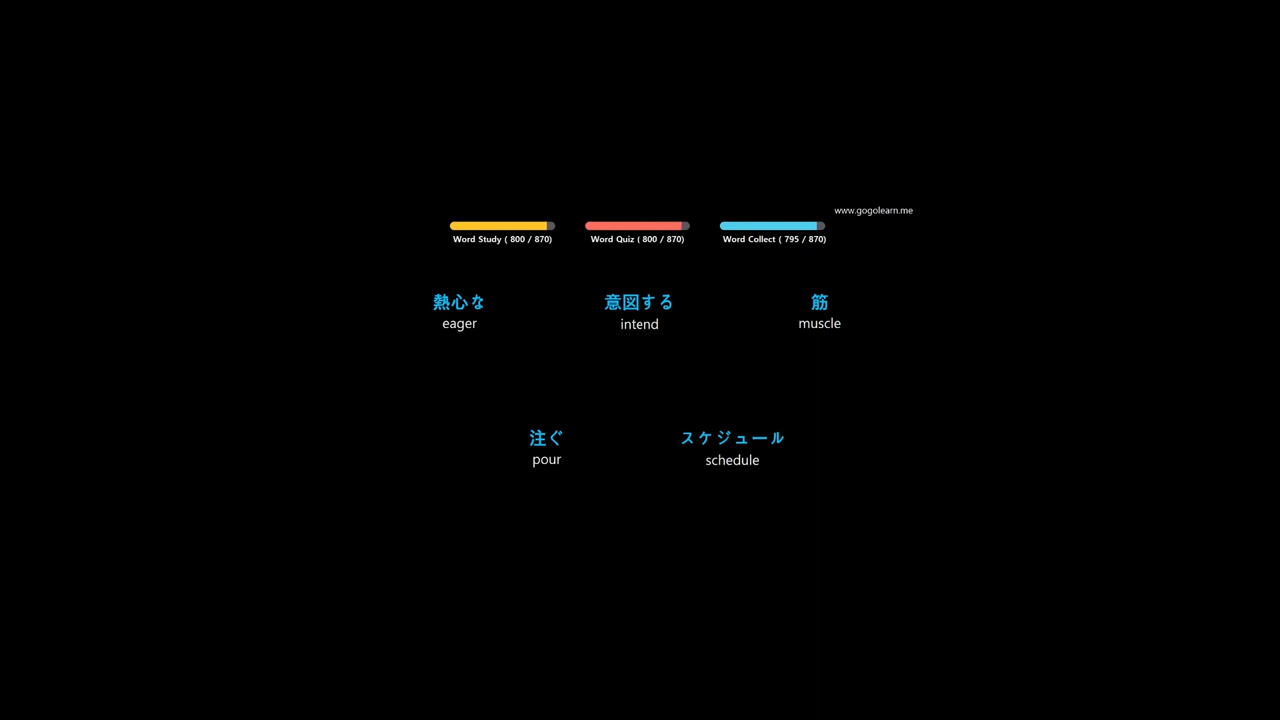 www.gogolearn.me
Word Study ( 800 / 870)
Word Quiz ( 800 / 870)
Word Collect ( 795 / 870)
熱心な
eager
意図する
intend
筋
muscle
注ぐ
pour
スケジュール
schedule